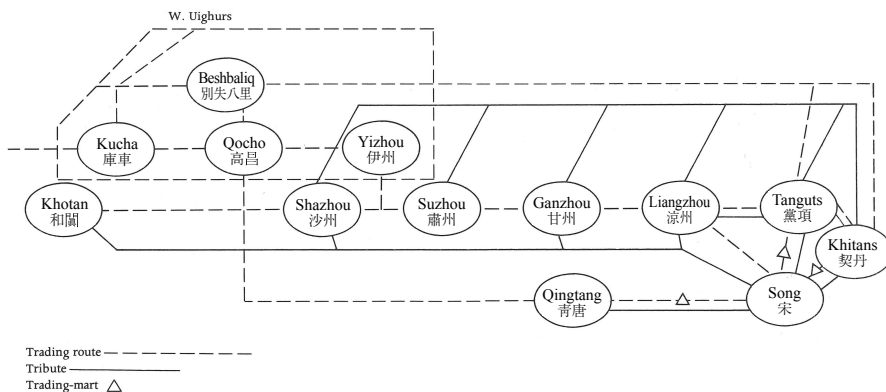 W. Uighurs
Beshbaliq
別失八里
Kucha
庫車
Qocho
高昌
Yizhou
伊州
Khotan
和闐
Shazhou
沙州
Suzhou
肅州
Ganzhou
甘州
Liangzhou
涼州
Tanguts
黨項
Khitans
契丹
Qingtang
靑唐
Song
宋
Trading route
Tribute
Trading-mart